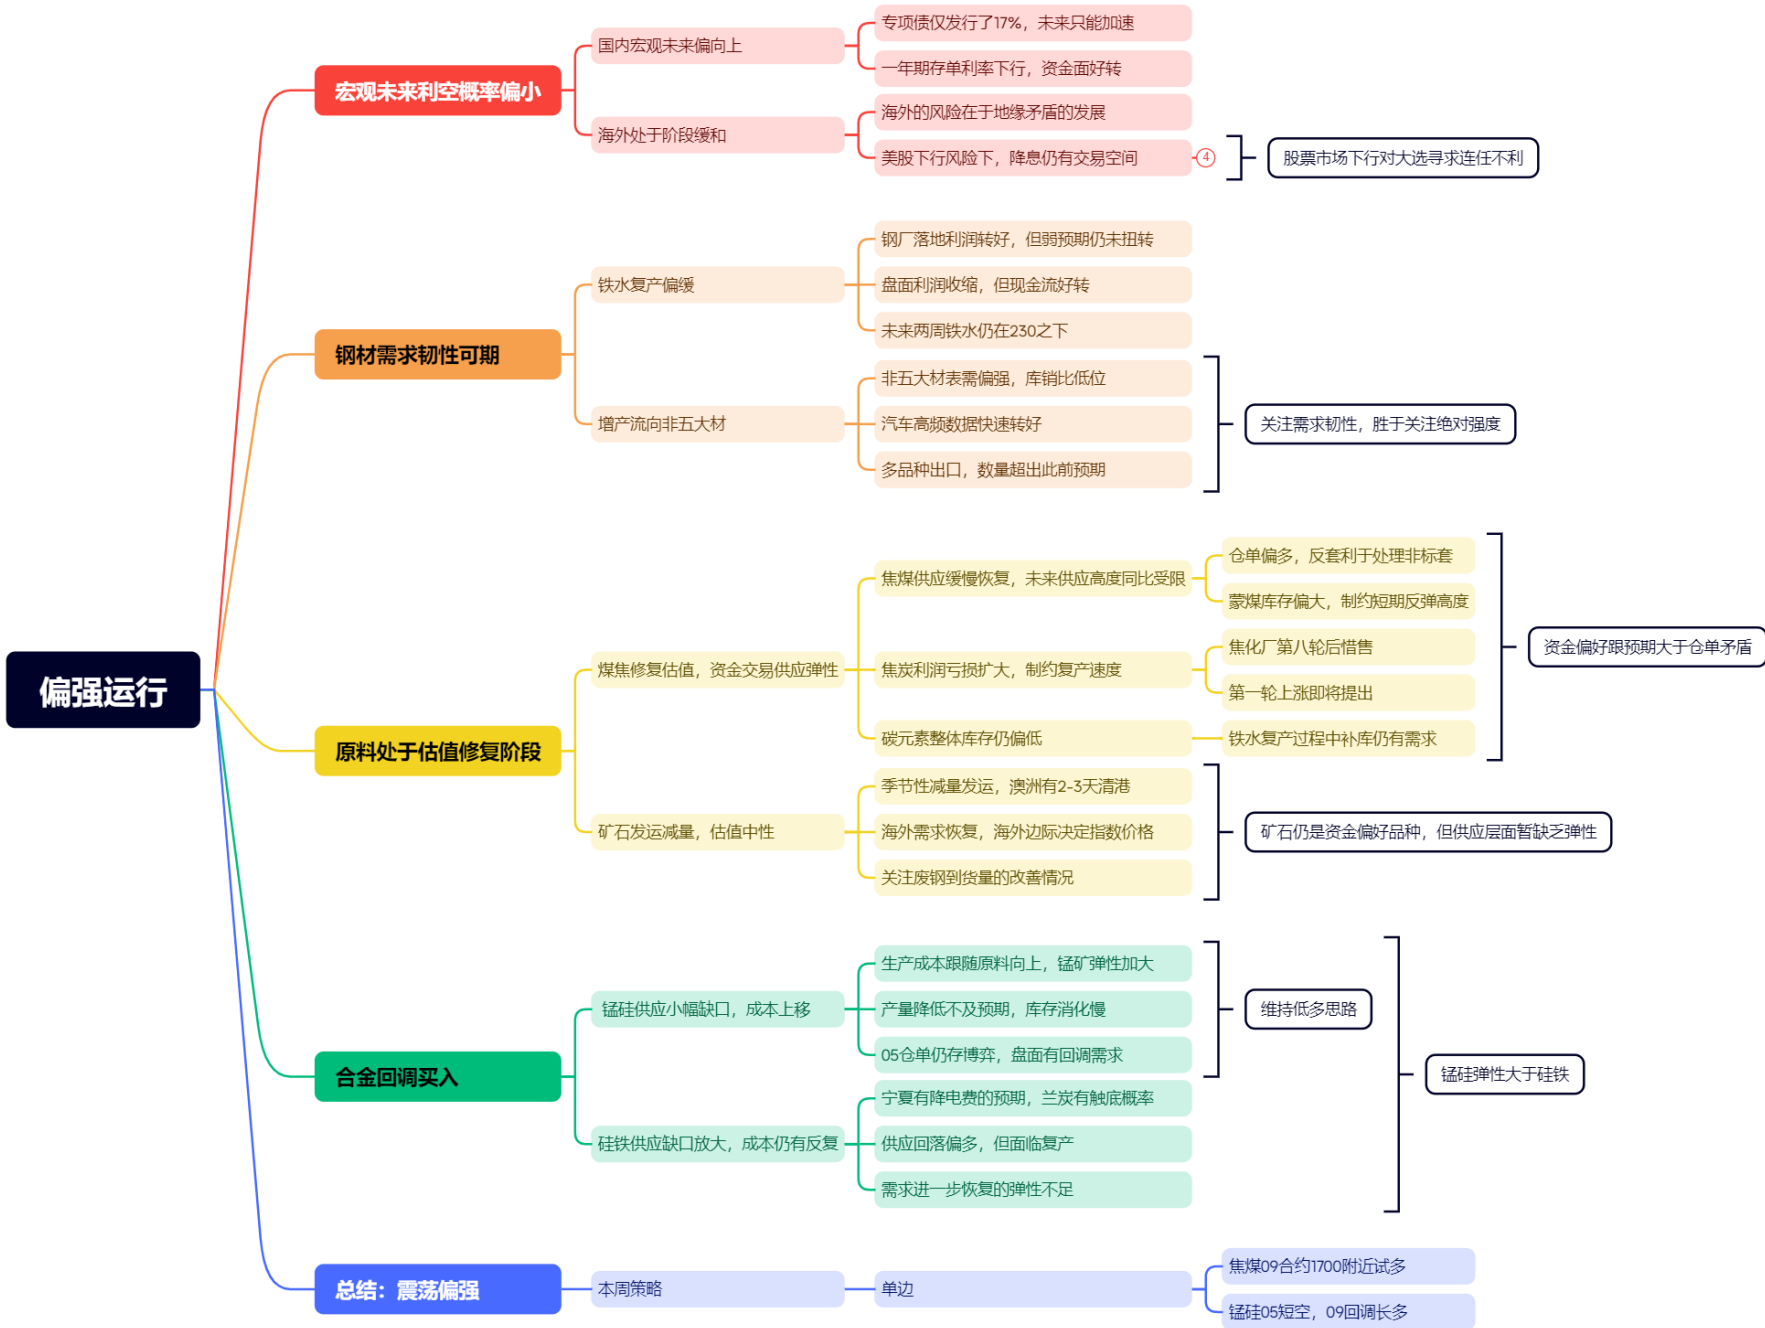 偏强运行
宏观未来利空概率偏小
国内宏观未来偏向上
专项债仅发行了17%，未来只能加速
一年期存单利率下行，资金面好转
海外处于阶段缓和
海外的风险在于地缘矛盾的发展
美股下行风险下，降息仍有交易空间
4
股票市场下行对大选寻求连任不利
钢材需求韧性可期
铁水复产偏缓
钢厂落地利润转好，但弱预期仍未扭转
盘面利润收缩，但现金流好转
未来两周铁水仍在230之下
增产流向非五大材
非五大材表需偏强，库销比低位
汽车高频数据快速转好
多品种出口，数量超出此前预期
关注需求韧性，胜于关注绝对强度
原料处于估值修复阶段
煤焦修复估值，资金交易供应弹性
焦煤供应缓慢恢复，未来供应高度同比受限
仓单偏多，反套利于处理非标套
蒙煤库存偏大，制约短期反弹高度
焦炭利润亏损扩大，制约复产速度
焦化厂第八轮后惜售
第一轮上涨即将提出
碳元素整体库存仍偏低
铁水复产过程中补库仍有需求
资金偏好跟预期大于仓单矛盾
矿石发运减量，估值中性
季节性减量发运，澳洲有2-3天清港
海外需求恢复，海外边际决定指数价格
关注废钢到货量的改善情况
矿石仍是资金偏好品种，但供应层面暂缺乏弹性
合金回调买入
锰硅供应小幅缺口，成本上移
生产成本跟随原料向上，锰矿弹性加大
产量降低不及预期，库存消化慢
05仓单仍存博弈，盘面有回调需求
维持低多思路
硅铁供应缺口放大，成本仍有反复
宁夏有降电费的预期，兰炭有触底概率
供应回落偏多，但面临复产
需求进一步恢复的弹性不足
锰硅弹性大于硅铁
总结：震荡偏强
本周策略
单边
焦煤09合约1700附近试多
锰硅05短空，09回调长多